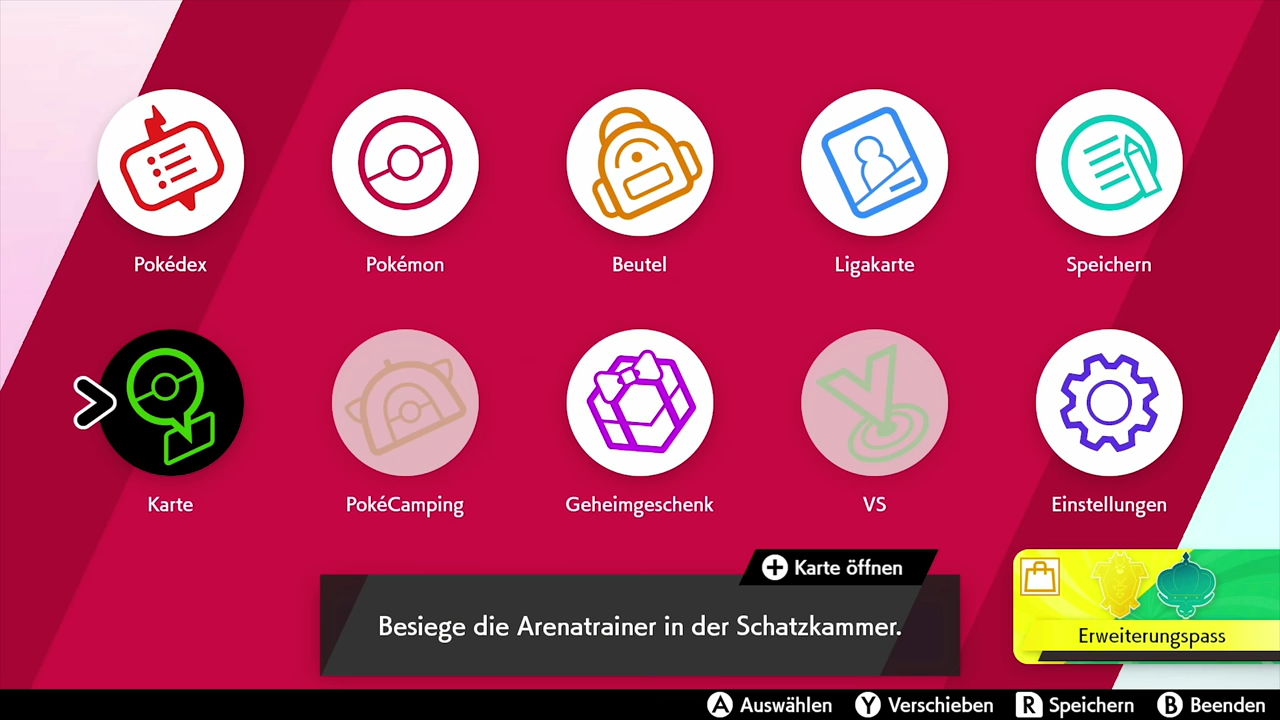 Pokédex
Pokémon
Beutel
Ligakarte
Speichern
Karte
PokéCamping
Geheimgeschenk
VS
Einstellungen
Karte öffnen
Besiege die Arenatrainer in der Schatzkammer.
Erweiterungspass
A Auswählen Y Verschieben R Speichern B Beenden